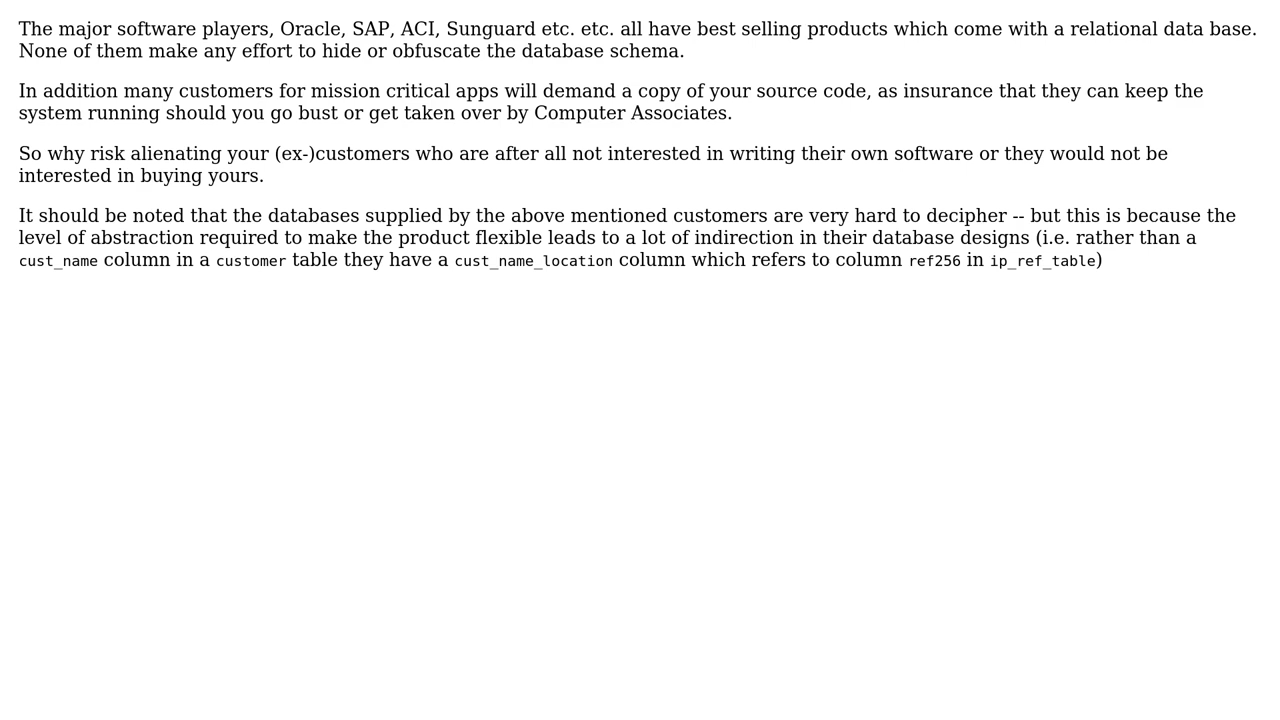 The major software players, Oracle, SAP, ACI, Sunguard etc. etc. all have best selling products which come with a relational data base.
None of them make any effort to hide or obfuscate the database schema.
In addition many customers for mission critical apps will demand a copy of your source code, as insurance that they can keep the
system running should you go bust or get taken over by Computer Associates.
So why risk alienating your (ex-)customers who are after all not interested in writing their own software or they would not be
interested in buying yours.
It should be noted that the databases supplied by the above mentioned customers are very hard to decipher -- but this is because the
level of abstraction required to make the product flexible leads to a lot of indirection in their database designs (i.e. rather than a
cust_name column in a customer table they have a cust_name_location column which refers to column ref256 in ip_ref_table)